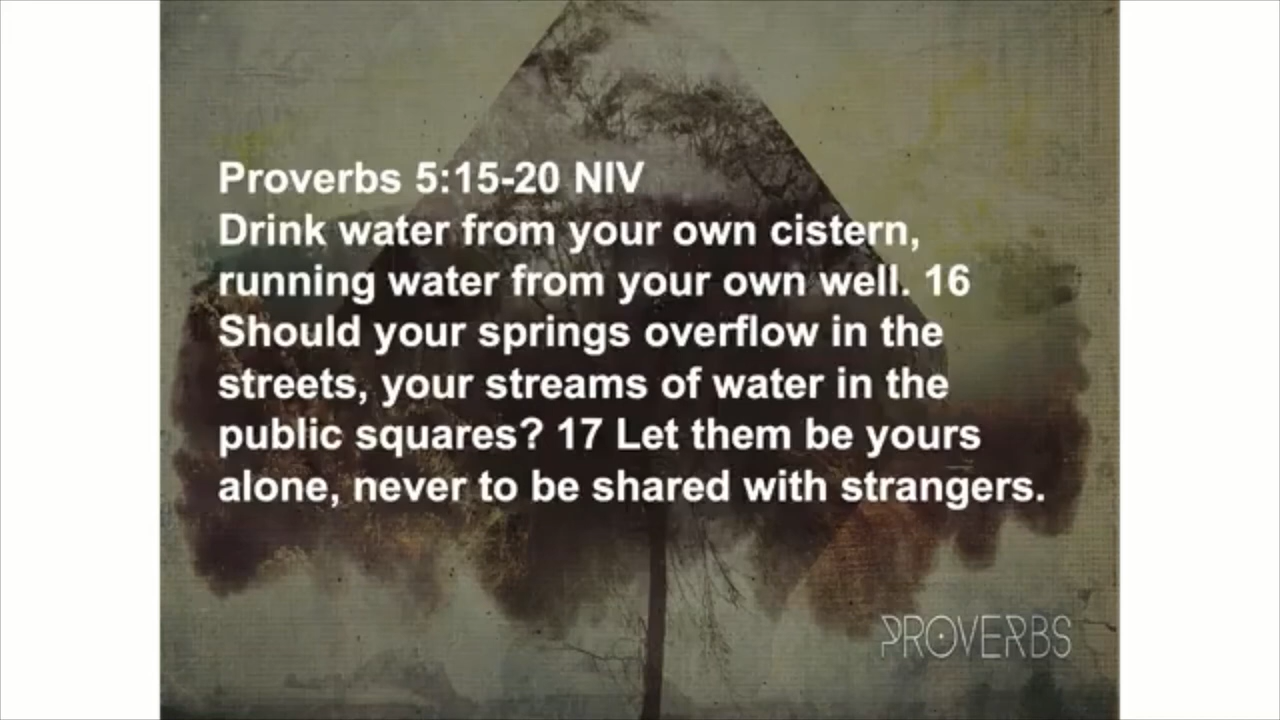 Proverbs 5:15-20 NIV
Drink water from your own cistern,
running water from your own well. 16
Should your springs overflow in the
streets, your streams of water in the
public squares? 17 Let them be yours
alone, never to be shared with strangers.
PROVERBS